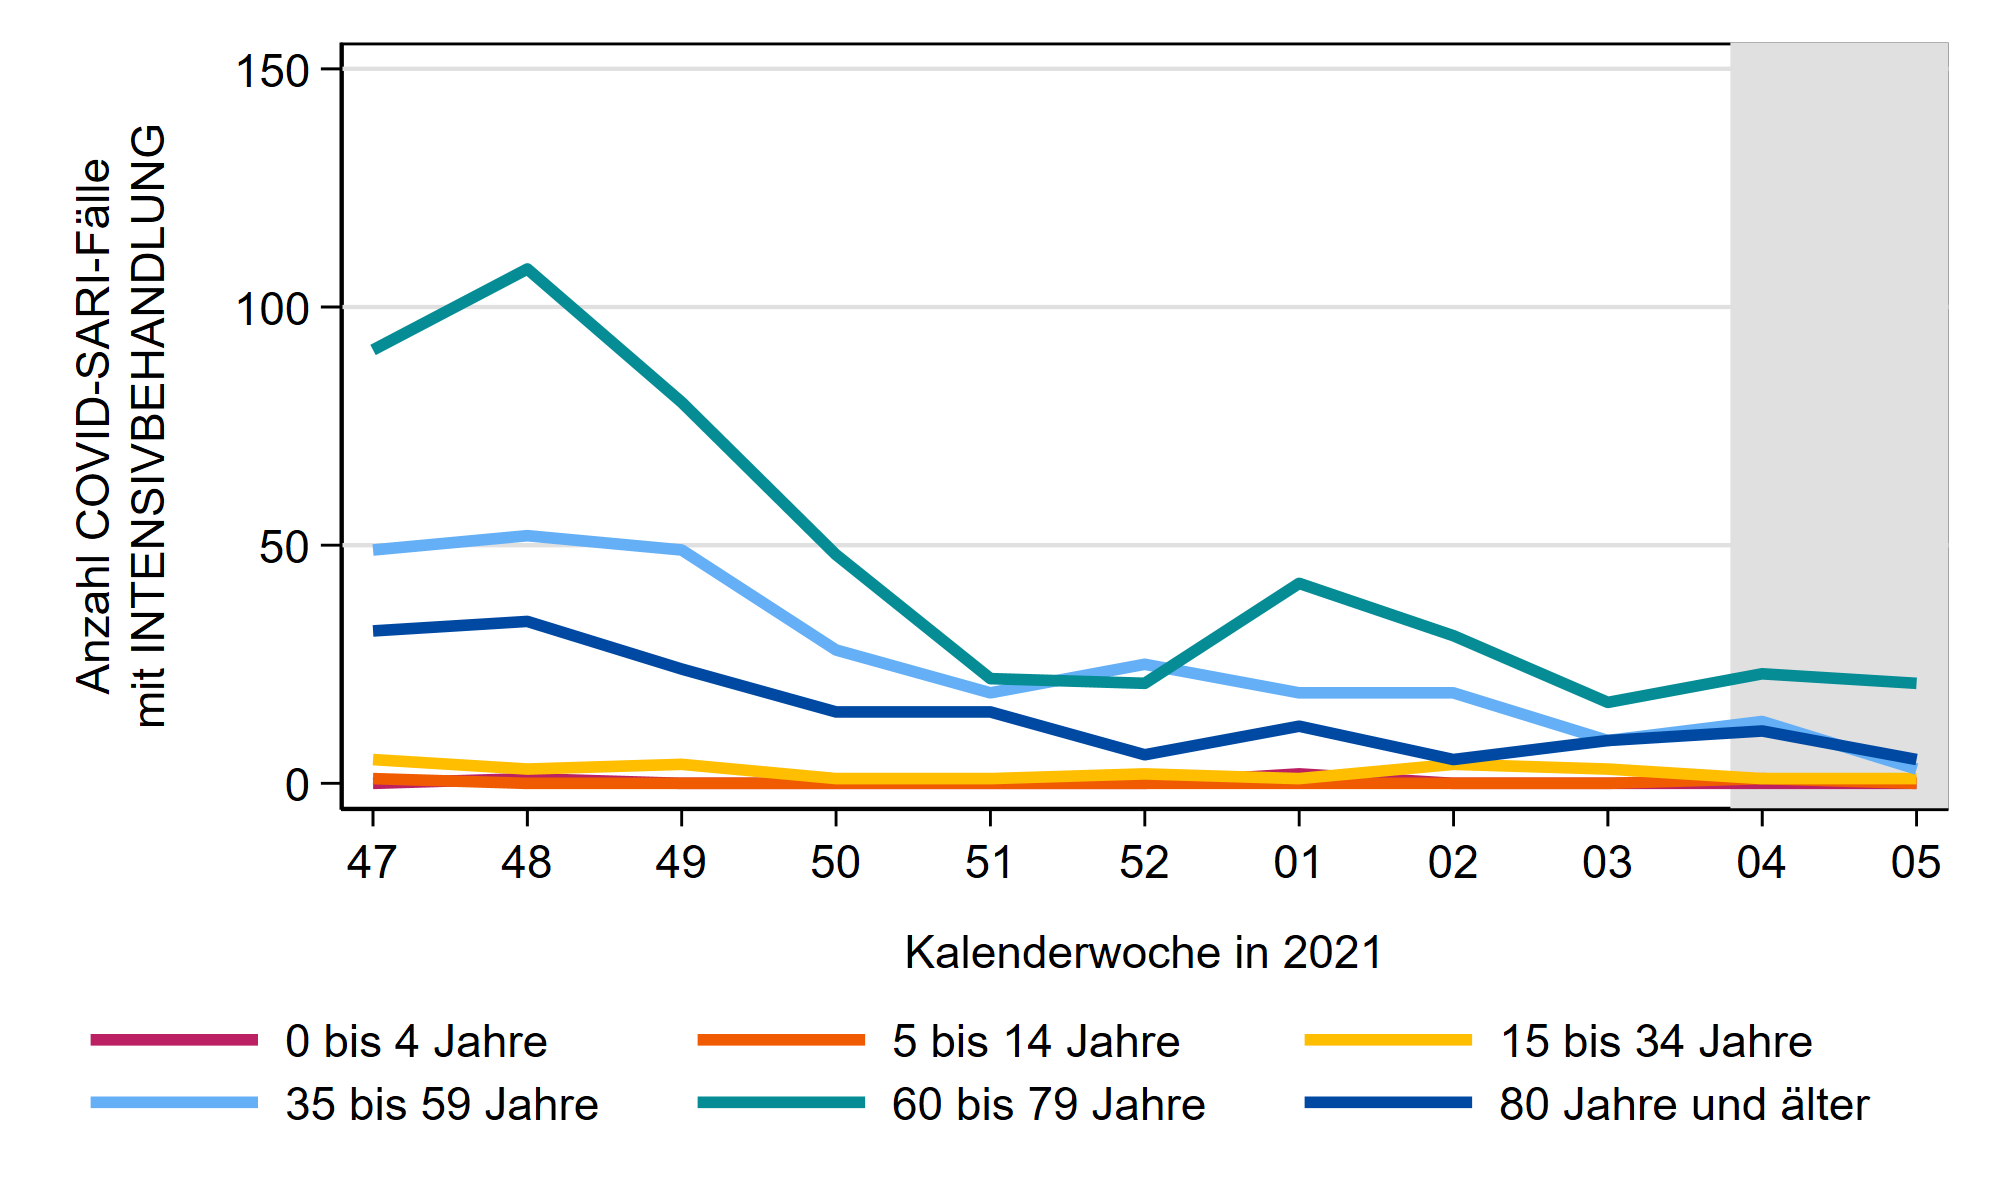 Anzahl COVID-SARI-Fälle
mit INTENSIVBEHANDLUNG
150
100
50
0
47 48 49 50 51 52 01 02 03 04 05
Kalenderwoche in 2021
0 bis 4 Jahre 5 bis 14 Jahre 15 bis 34 Jahre
35 bis 59 Jahre 60 bis 79 Jahre 80 Jahre und älter